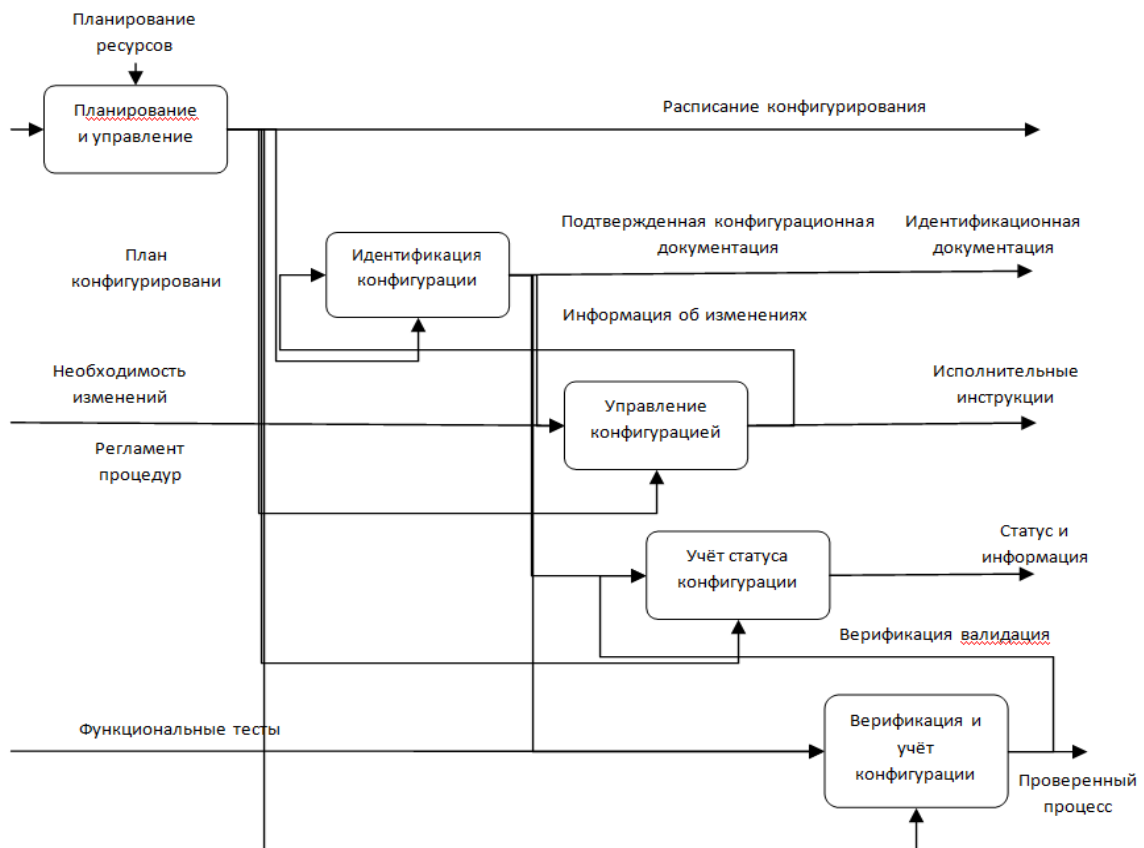 Планирование
ресурсов
Планирование
и управление
Расписание конфигурирования
План
конфигурировани
Идентификация
конфигурации
Подтвержденная конфигурационная
документация
Идентификационная
документация
Информация об изменениях
Необходимость
изменений
Регламент
процедур
Управление
конфигурацией
Исполнительные
инструкции
Учёт статуса
конфигурации
Статус и
информация
Верификация валидация
Функциональные тесты
Верификация и
учёт
конфигурации
Проверенный
процесс